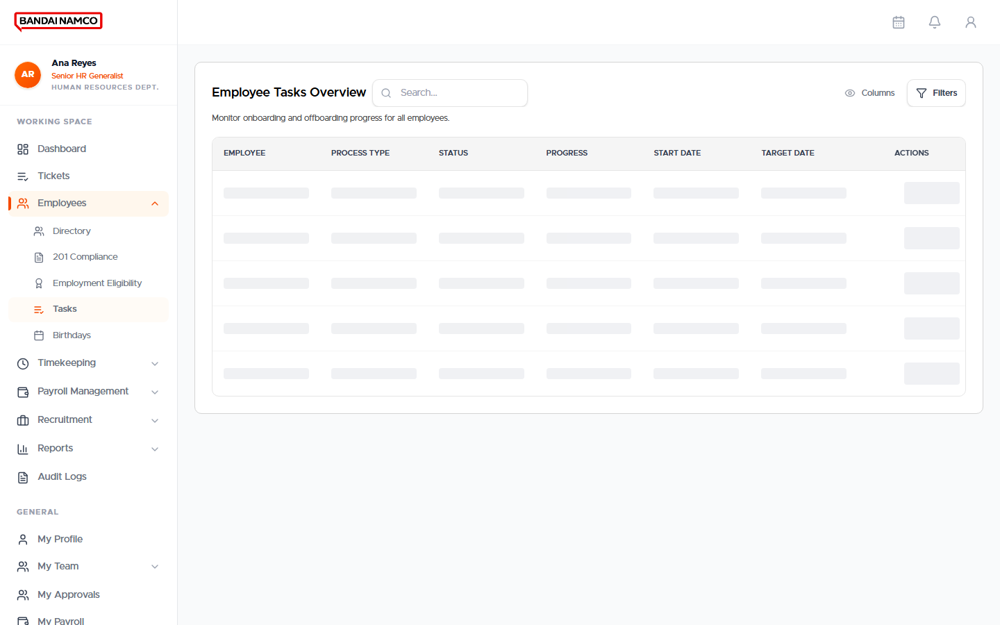 BANDAI NAMCO
AR
Ana Reyes
Senior HR Generalist
HUMAN RESOURCES DEPT.
WORKING SPACE
Dashboard
Tickets
Employees
Directory
201 Compliance
Employment Eligibility
Tasks
Birthdays
Timekeeping
Payroll Management
Recruitment
Reports
Audit Logs
GENERAL
My Profile
My Team
My Approvals
My Payroll
Employee Tasks Overview
Search...
Columns
Filters
Monitor onboarding and offboarding progress for all employees.
EMPLOYEE PROCESS TYPE STATUS PROGRESS START DATE TARGET DATE ACTIONS